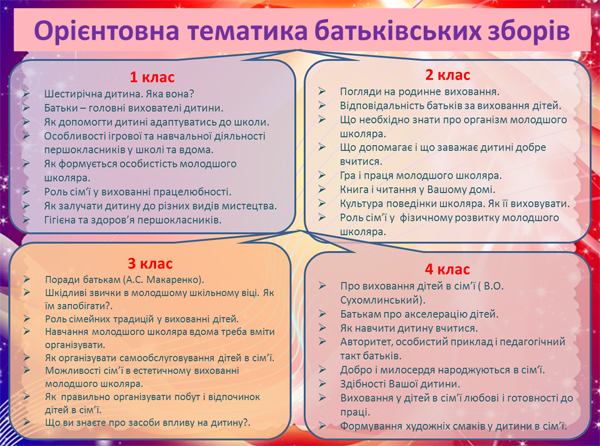 Орієнтовна тематика батьківських зборів
1 клас
Шестирічна дитина. Яка вона?
Батьки – головні вихователі дитини.
Як допомогти дитині адаптуватись до школи.
Особливості ігрової та навчальної діяльності
першокласників у школі та вдома.
Як формується особистість молодшого
школяра.
Роль сім'ї у вихованні працелюбності.
Як залучати дитину до різних видів мистецтва.
Гігієна та здоров'я першокласників.
2 клас
Погляди на родинне виховання.
Відповідальність батьків за виховання дітей.
Що необхідно знати про організм молодшого
школяра.
Що допомагає і що заважає дитині добре
вчитися.
Гра і праця молодшого школяра.
Книга і читання у Вашому домі.
Культура поведінки школяра. Як її виховувати.
Роль сім'ї у фізичному розвитку молодшого
школяра.
3 клас
Поради батькам (А.С. Макаренко).
Шкідливі звички в молодшому шкільному віці. Як
їм запобігати?.
Роль сімейних традицій у вихованні дітей.
Навчання молодшого школяра вдома треба вміти
організувати.
Як організувати самообслуговування дітей в сім'ї.
Можливості сім'ї в естетичному вихованні
молодшого школяра.
Як правильно організувати побут і відпочинок
дітей в сім'ї.
Що ви знаєте про засоби впливу на дитину?.
4 клас
Про виховання дітей в сім'ї ( В.О.
Сухомлинський).
Батькам про акселерацію дітей.
Як навчити дитину вчитися.
Авторитет, особистий приклад і педагогічний
такт батьків.
Добро і милосердя народжуються в сім'ї.
Здібності Вашої дитини.
Виховання у дітей в сім'ї любові і готовності до
праці.
Формування художніх смаків у дитини в сім'ї.